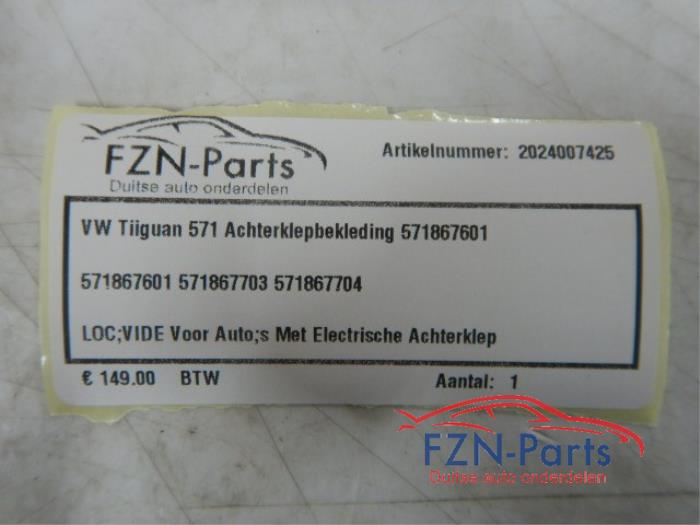 FZN-Parts
Duitse auto onderdelen
Artikelnummer: 2024007425
VW Tiiguan 571 Achterklepbekleding 571867601
571867601 571867703 571867704
LOC;VIDE Voor Auto;s Met Electrische Achterklep
€ 149.00 BTW
Aantal: 1
FZN-Parts
Duitse auto onderdelen